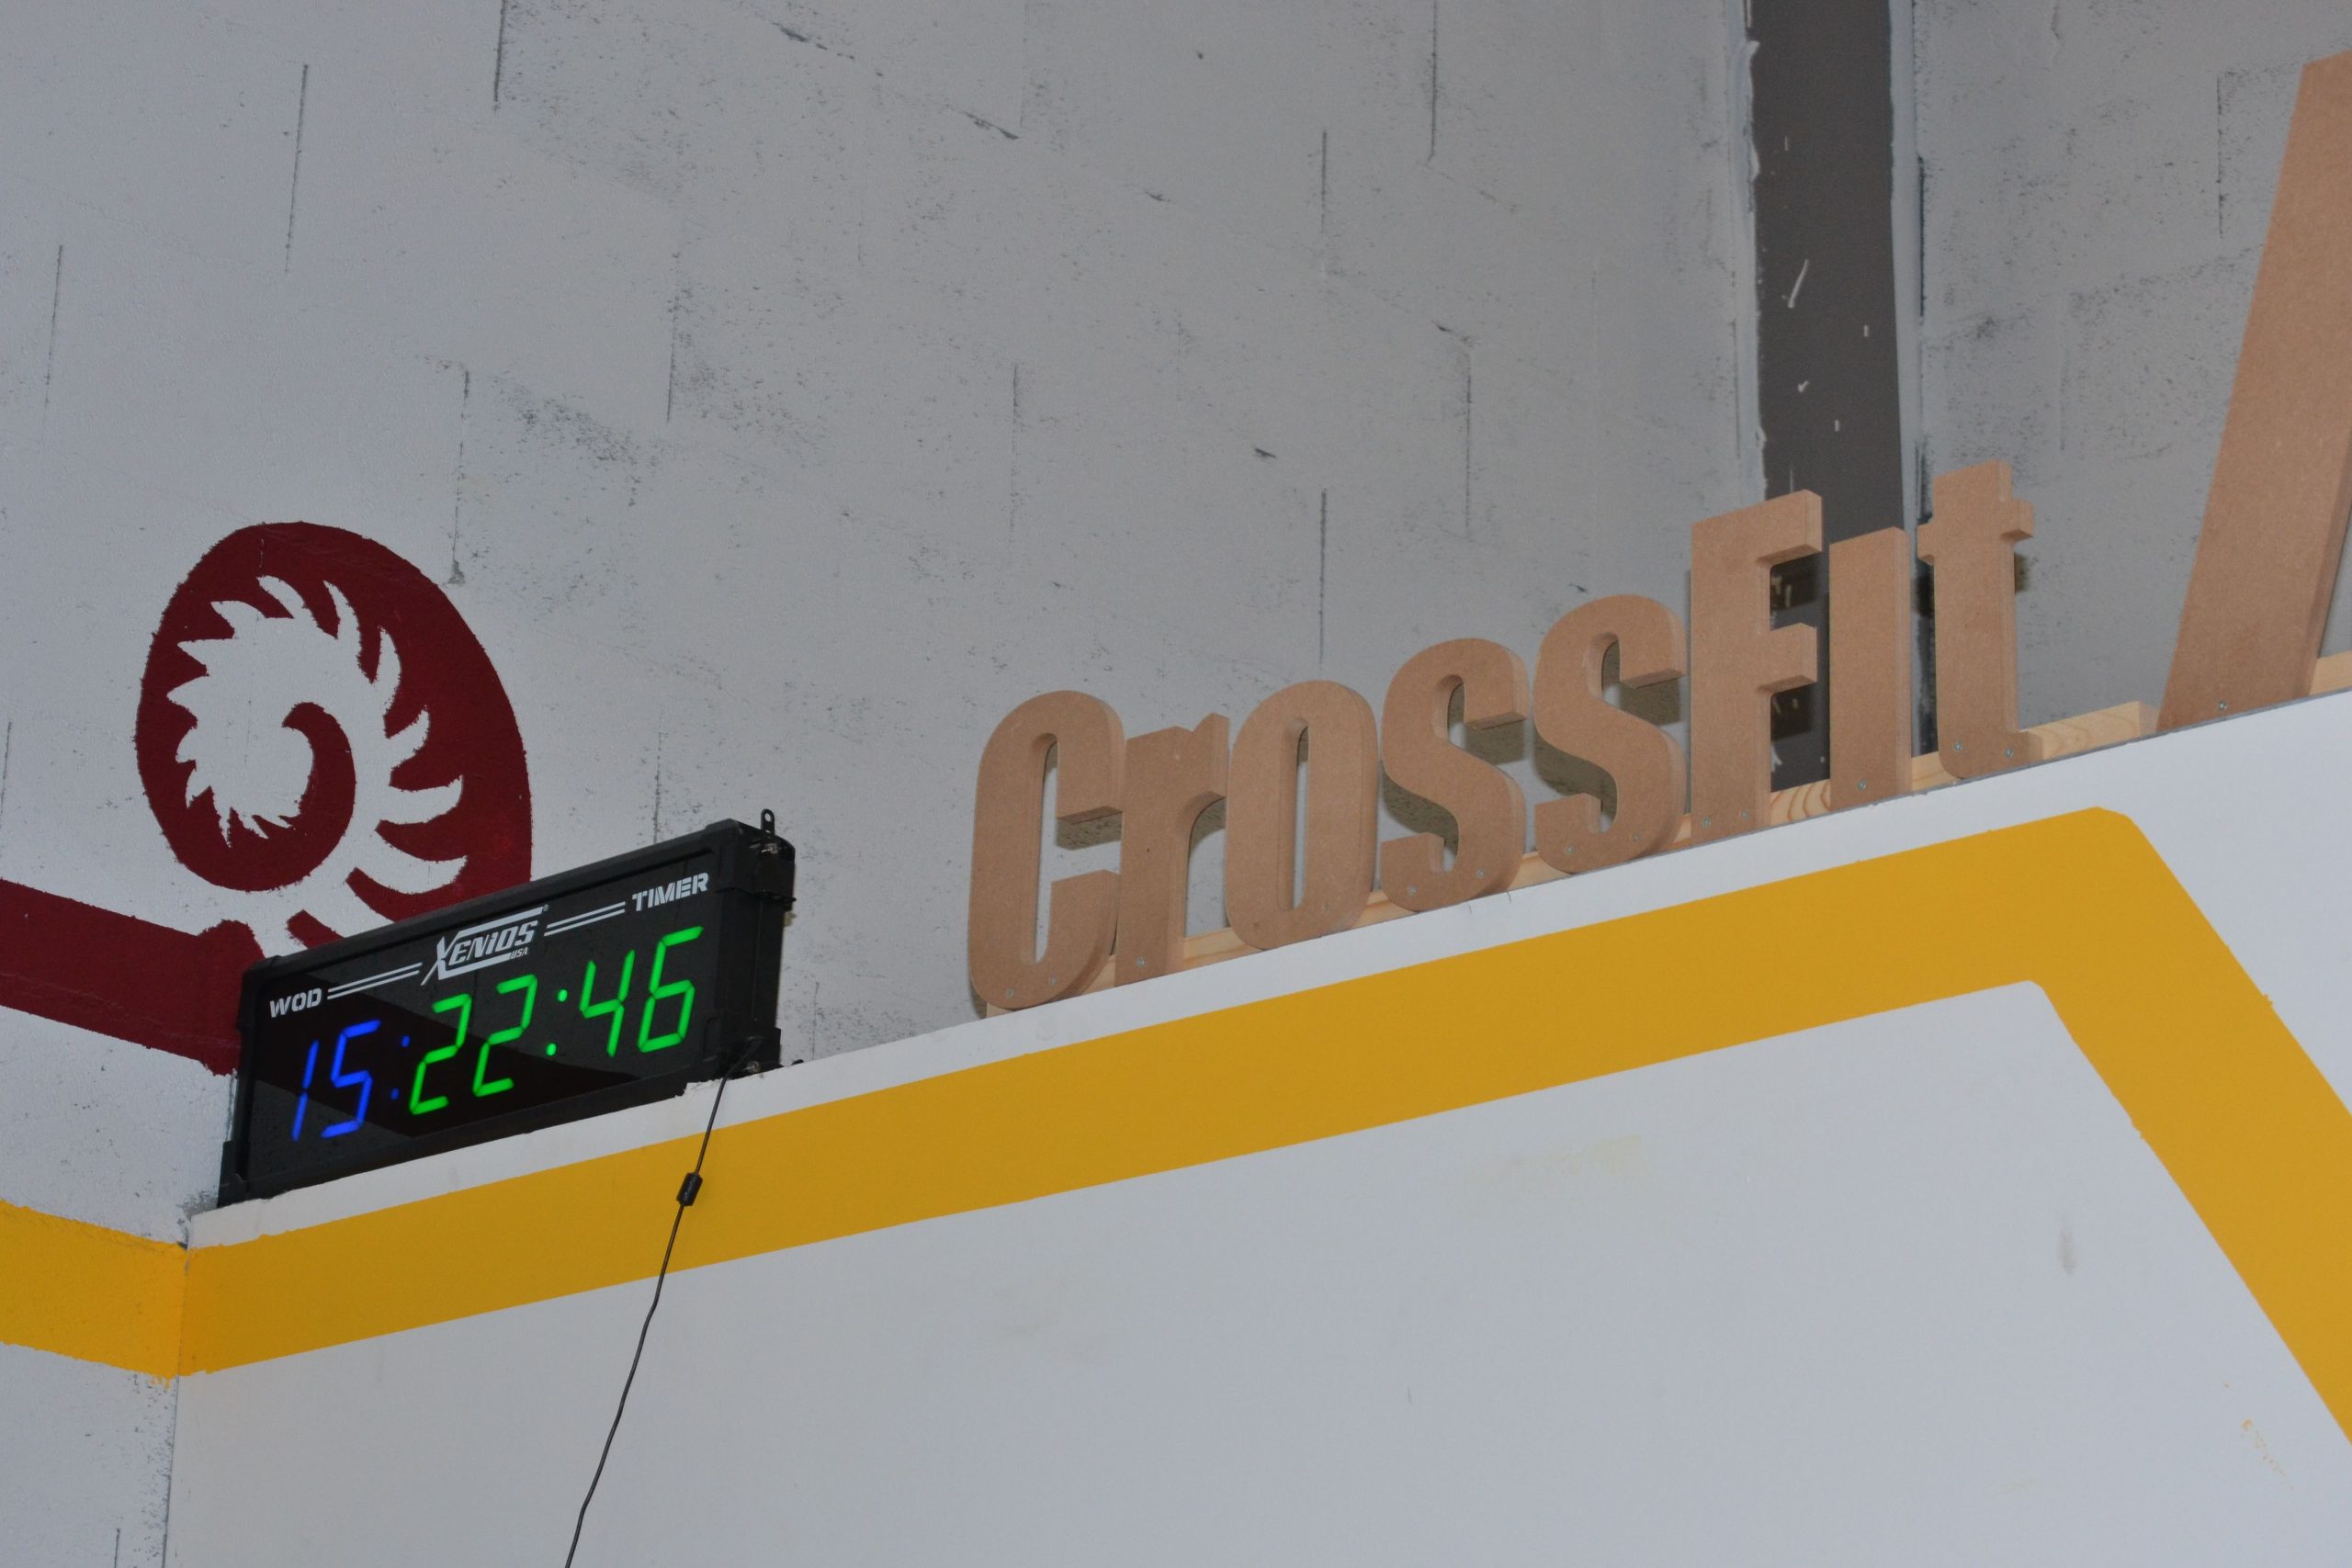 WOD XENIOS USA TIMER
15:22:46
CrossFit